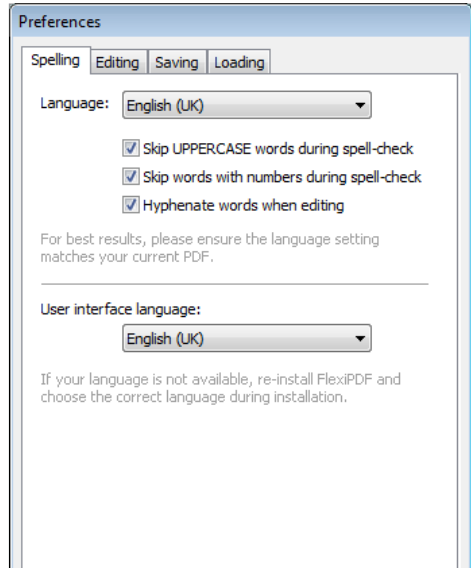 Preferences
Spelling Editing Saving Loading
Language: English (UK)
Skip UPPERCASE words during spell-check
Skip words with numbers during spell-check
Hyphenate words when editing
For best results, please ensure the language setting
matches your current PDF.
User interface language:
English (UK)
If your language is not available, re-install FlexiPDF and
choose the correct language during installation.